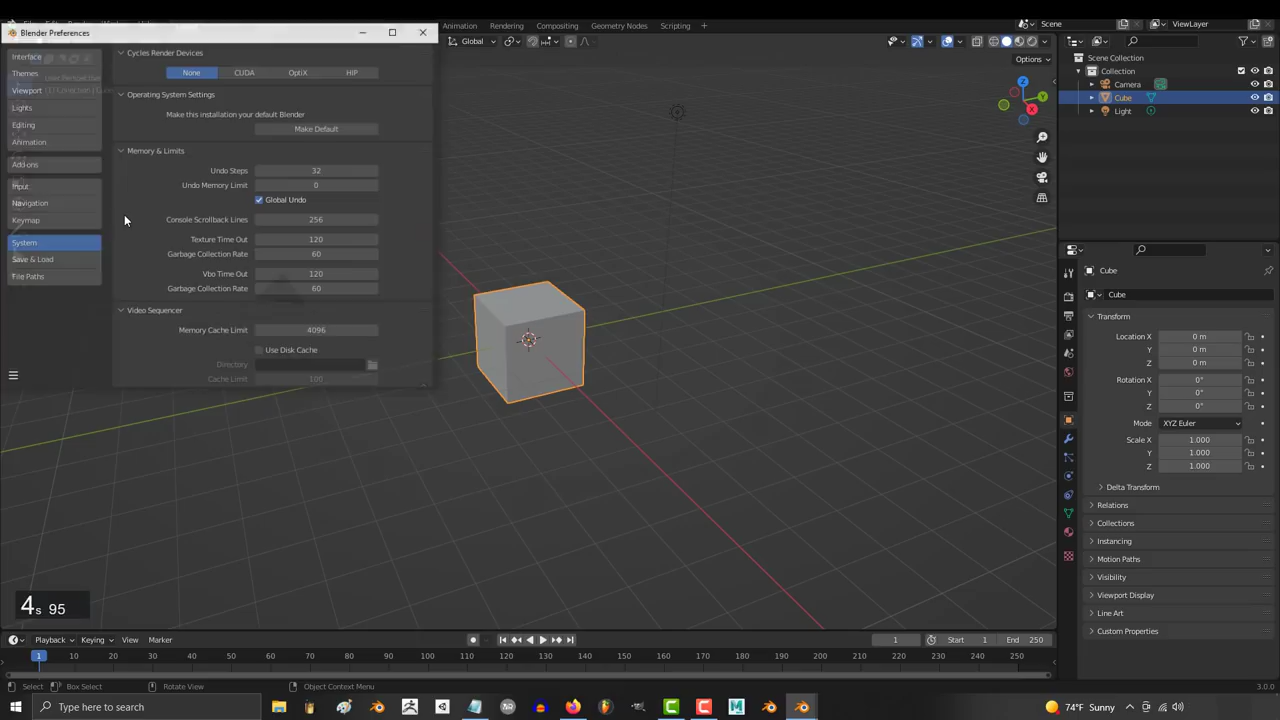 Blender Preferences
Interface
Themes
Viewport
Lights
Editing
Animation
Add-ons
Input
Navigation
Keymap
System
Save & Load
File Paths
Cycles Render Devices
None CUDA OptiX HIP
Operating System Settings
Make this installation your default Blender
Make Default
Memory & Limits
Undo Steps 32
Undo Memory Limit 0
Global Undo
Console Scrollback Lines 256
Texture Time Out 120
Garbage Collection Rate 60
Vbo Time Out 120
Garbage Collection Rate 60
Video Sequencer
Memory Cache Limit 4096
Use Disk Cache
Directory
Cache Limit 100
Animation Rendering Compositing Geometry Nodes Scripting +
Scene ViewLayer
Global
Options
Z
Y
X
Scene Collection
Collection
Camera
Cube
Light
Cube
Cube
Transform
Location X 0 m
Y 0 m
Z 0 m
Rotation X 0°
Y 0°
Z 0°
Mode XYZ Euler
Scale X 1.000
Y 1.000
Z 1.000
Delta Transform
Relations
Collections
Instancing
Motion Paths
Visibility
Viewport Display
Line Art
Custom Properties
4s 95
Playback Keying View Marker
1 Start 1 End 250
1 10 20 30 40 50 60 70 80 90 100 110 120 130 140 150 160 170 180 190 200 210 220 230 240 250
Select Box Select Rotate View Object Context Menu 3.0.0
Type here to search
74°F Sunny